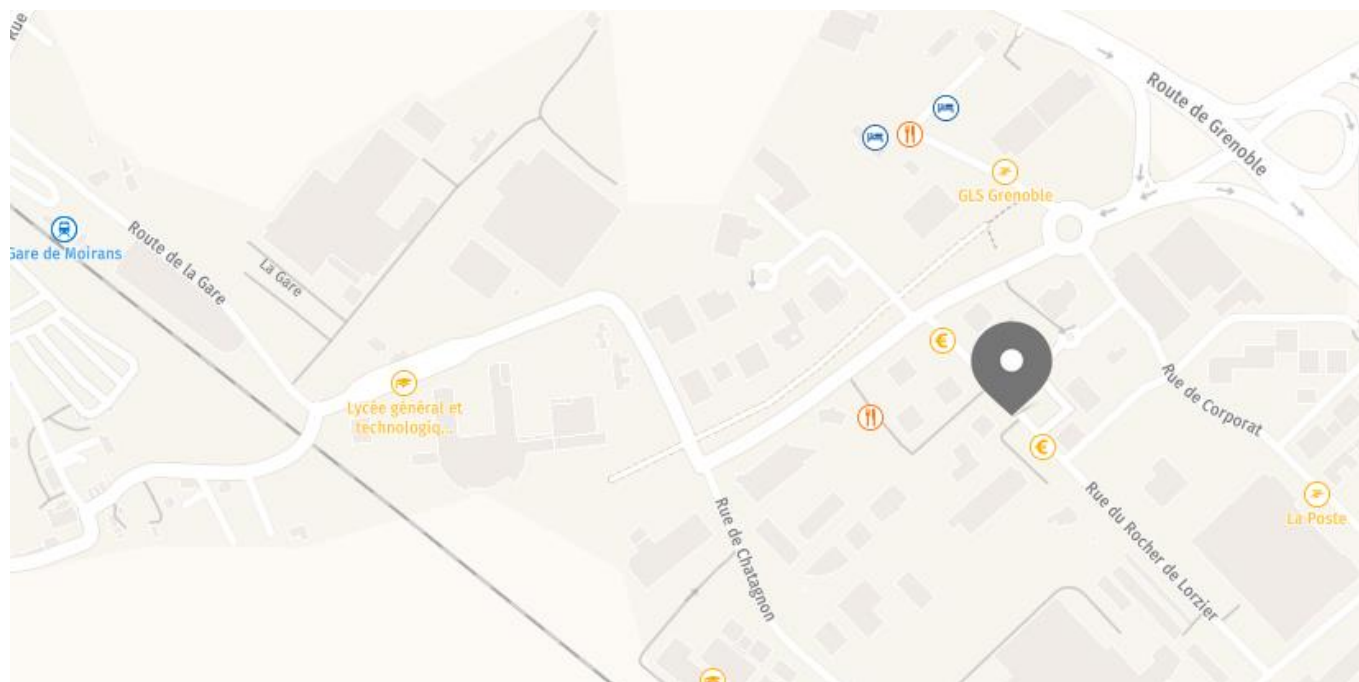 Rue
Route de Grenoble
GLS Grenoble
Gare de Moirans
Route de la Gare
La Gare
€
Lycée général et
technologiq...
Rue de Corporat
€
La Poste
Rue du Rocher de Lorzier
Rue de Chatagnon